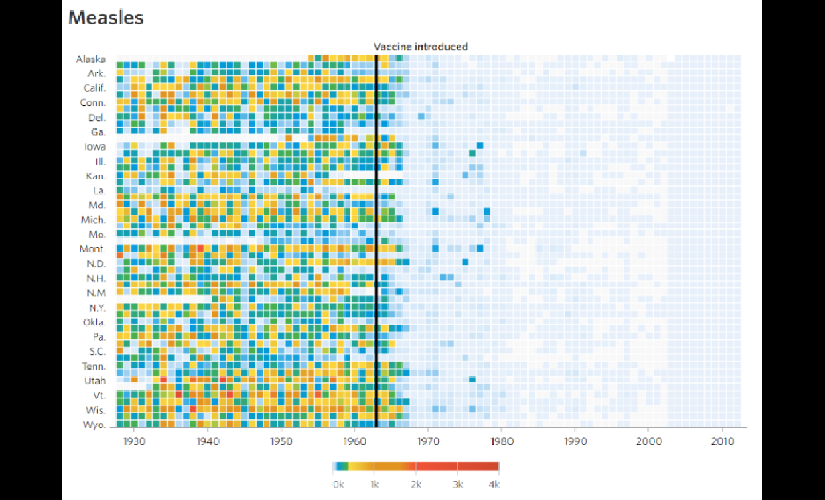 Measles
Vaccine introduced
Alaska
Ark.
Calif.
Conn.
Del.
Ga.
Iowa
Ill.
Kan.
La.
Md.
Mich.
Mo.
Mont.
N.D.
N.H.
N.M
N.Y.
Okla.
Pa.
S.C.
Tenn.
Utah
Vt.
Wis.
Wyo.
1930 1940 1950 1960 1970 1980 1990 2000 2010
0k 1k 2k 3k 4k